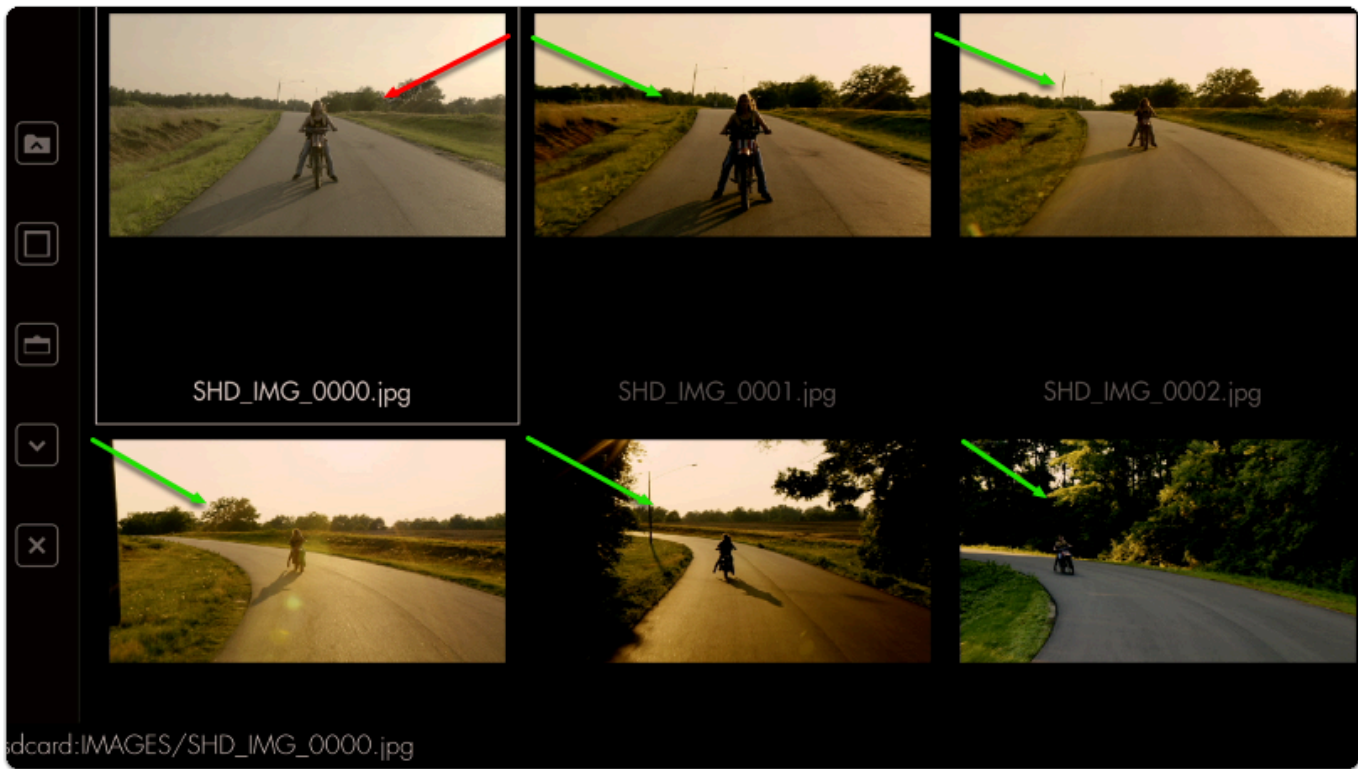 SHD_IMG_0000.jpg
SHD_IMG_0001.jpg
SHD_IMG_0002.jpg
sdcard:IMAGES/SHD_IMG_0000.jpg